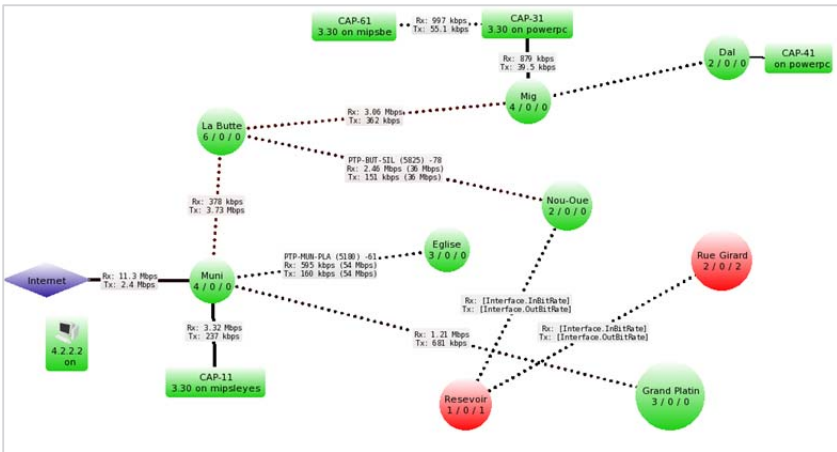 CAP-61
3.30 on mipsbe
Rx: 997 kbps
Tx: 55.1 kbps
CAP-31
3.30 on powerpc
Rx: 879 kbps
Tx: 39.5 kbps
Dal
2 / 0 / 0
CAP-41
on powerpc
Mig
4 / 0 / 0
Rx: 3.06 Mbps
Tx: 362 kbps
La Butte
6 / 0 / 0
PTP-BUT-SIL (5825) -78
Rx: 2.46 Mbps (36 Mbps)
Tx: 151 kbps (36 Mbps)
Nou-Oue
2 / 0 / 0
Rx: 378 kbps
Tx: 3.73 Mbps
PTP-MUN-PLA (5180) -61
Rx: 595 kbps (54 Mbps)
Tx: 160 kbps (54 Mbps)
Eglise
3 / 0 / 0
Rue Girard
2 / 0 / 2
Internet
Rx: 11.3 Mbps
Tx: 2.4 Mbps
Muni
4 / 0 / 0
Rx: [Interface.InBitRate]
Tx: [Interface.OutBitRate]
Rx: [Interface.InBitRate]
Tx: [Interface.OutBitRate]
Rx: 3.32 Mbps
Tx: 237 kbps
Rx: 1.21 Mbps
Tx: 681 kbps
4.2.2.2
on
CAP-11
3.30 on mipsleyes
Resevoir
1 / 0 / 1
Grand Platin
3 / 0 / 0